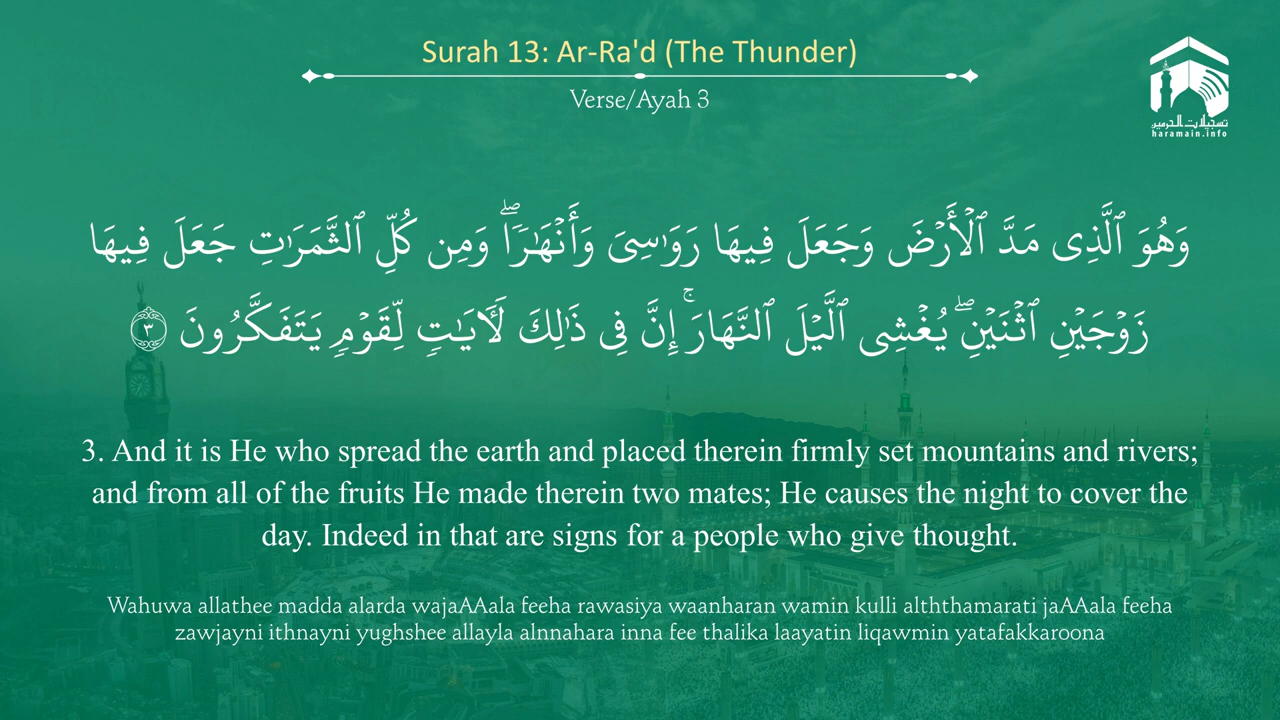 Surah 13: Ar-Ra'd (The Thunder)
Verse/Ayah 3
تسجيلات الحرمين
haramain.info
وَهُوَ ٱلَّذِى مَدَّ ٱلْأَرْضَ وَجَعَلَ فِيهَا رَوَٰسِىَ وَأَنْهَـٰرًا ۖ وَمِن كُلِّ ٱلثَّمَرَٰتِ جَعَلَ فِيهَا
زَوْجَيْنِ ٱثْنَيْنِ ۖ يُغْشِى ٱلَّيْلَ ٱلنَّهَارَ ۚ إِنَّ فِى ذَٰلِكَ لَـَٔايَـٰتٍ لِّقَوْمٍ يَتَفَكَّرُونَ ٣
3. And it is He who spread the earth and placed therein firmly set mountains and rivers;
and from all of the fruits He made therein two mates; He causes the night to cover the
day. Indeed in that are signs for a people who give thought.
Wahuwa allathee madda alarda wajaAAala feeha rawasiya waanharan wamin kulli alththamarati jaAAala feeha
zawjayni ithnayni yughshee allayla alnnahara inna fee thalika laayatin liqawmin yatafakkaroona